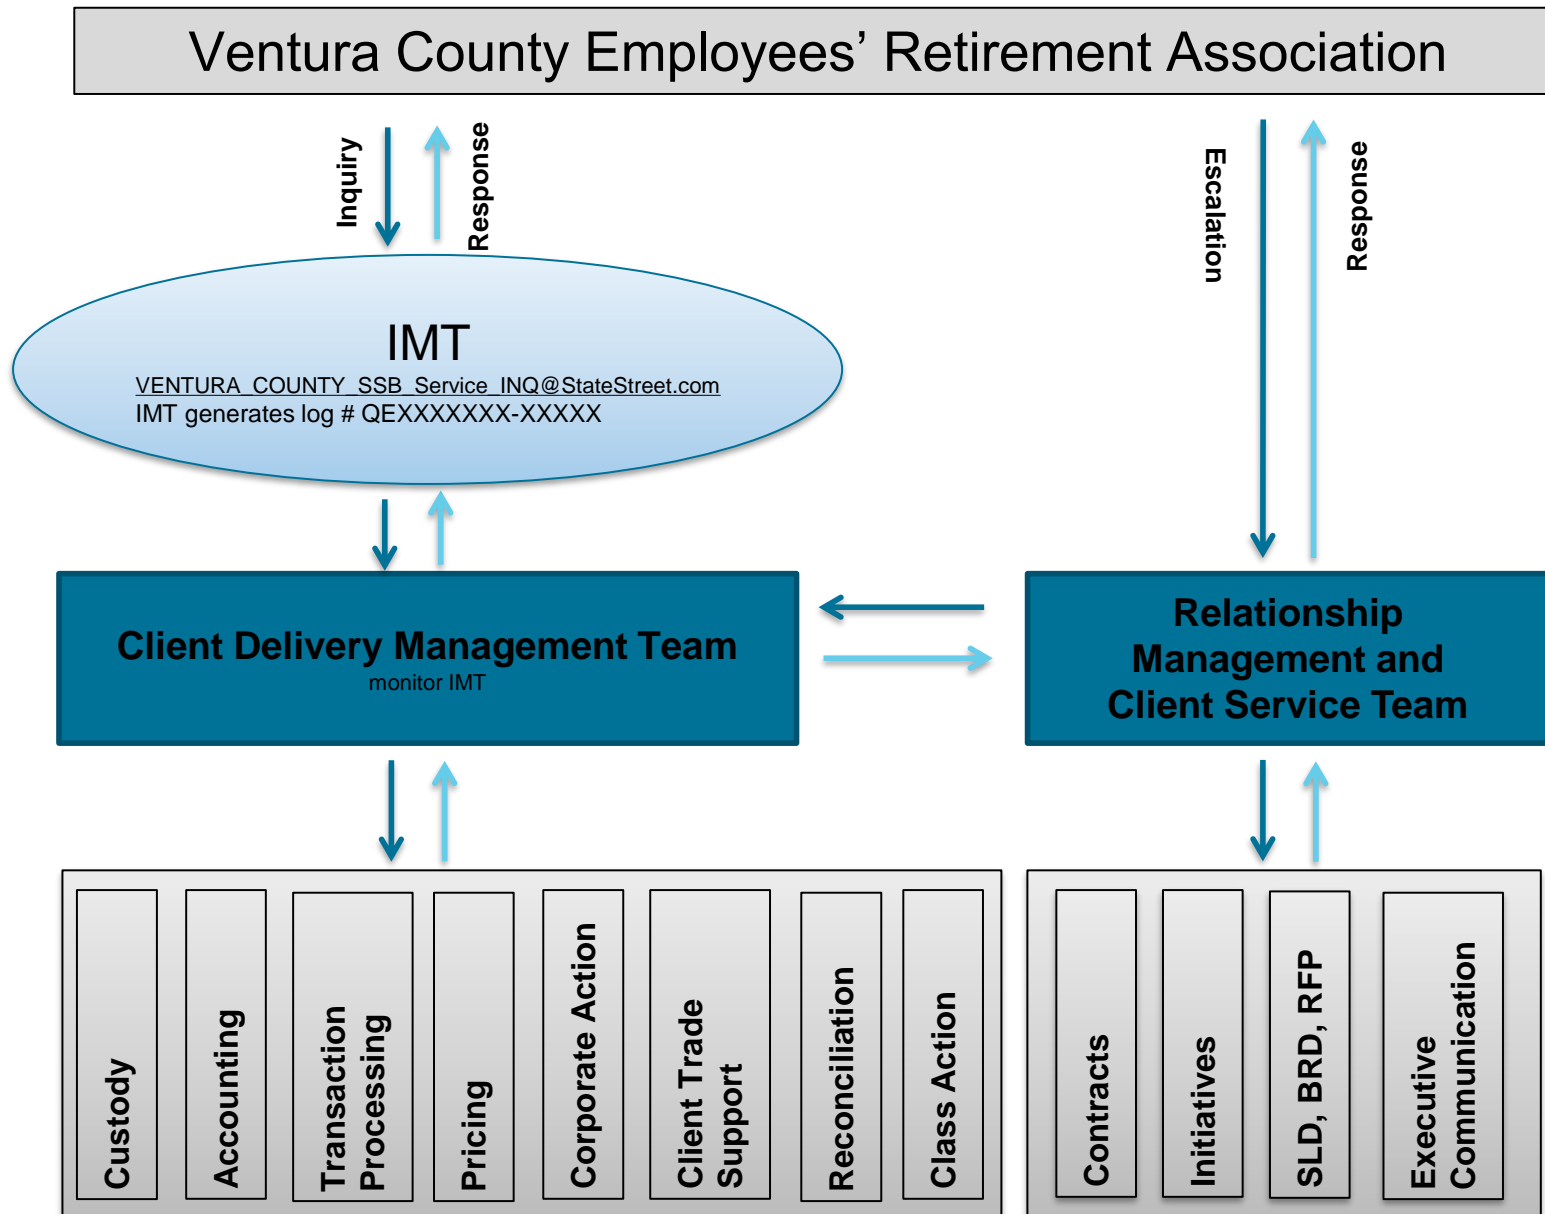 Ventura County Employees’ Retirement Association
Inquiry
Response
Escalation
Response
IMT
VENTURA_COUNTY_SSB_Service_INQ@StateStreet.com
IMT generates log # QEXXXXXXX-XXXXX
Client Delivery Management Team
monitor IMT
Relationship
Management and
Client Service Team
Custody
Accounting
Transaction
Processing
Pricing
Corporate Action
Client Trade
Support
Reconciliation
Class Action
Contracts
Initiatives
SLD, BRD, RFP
Executive
Communication